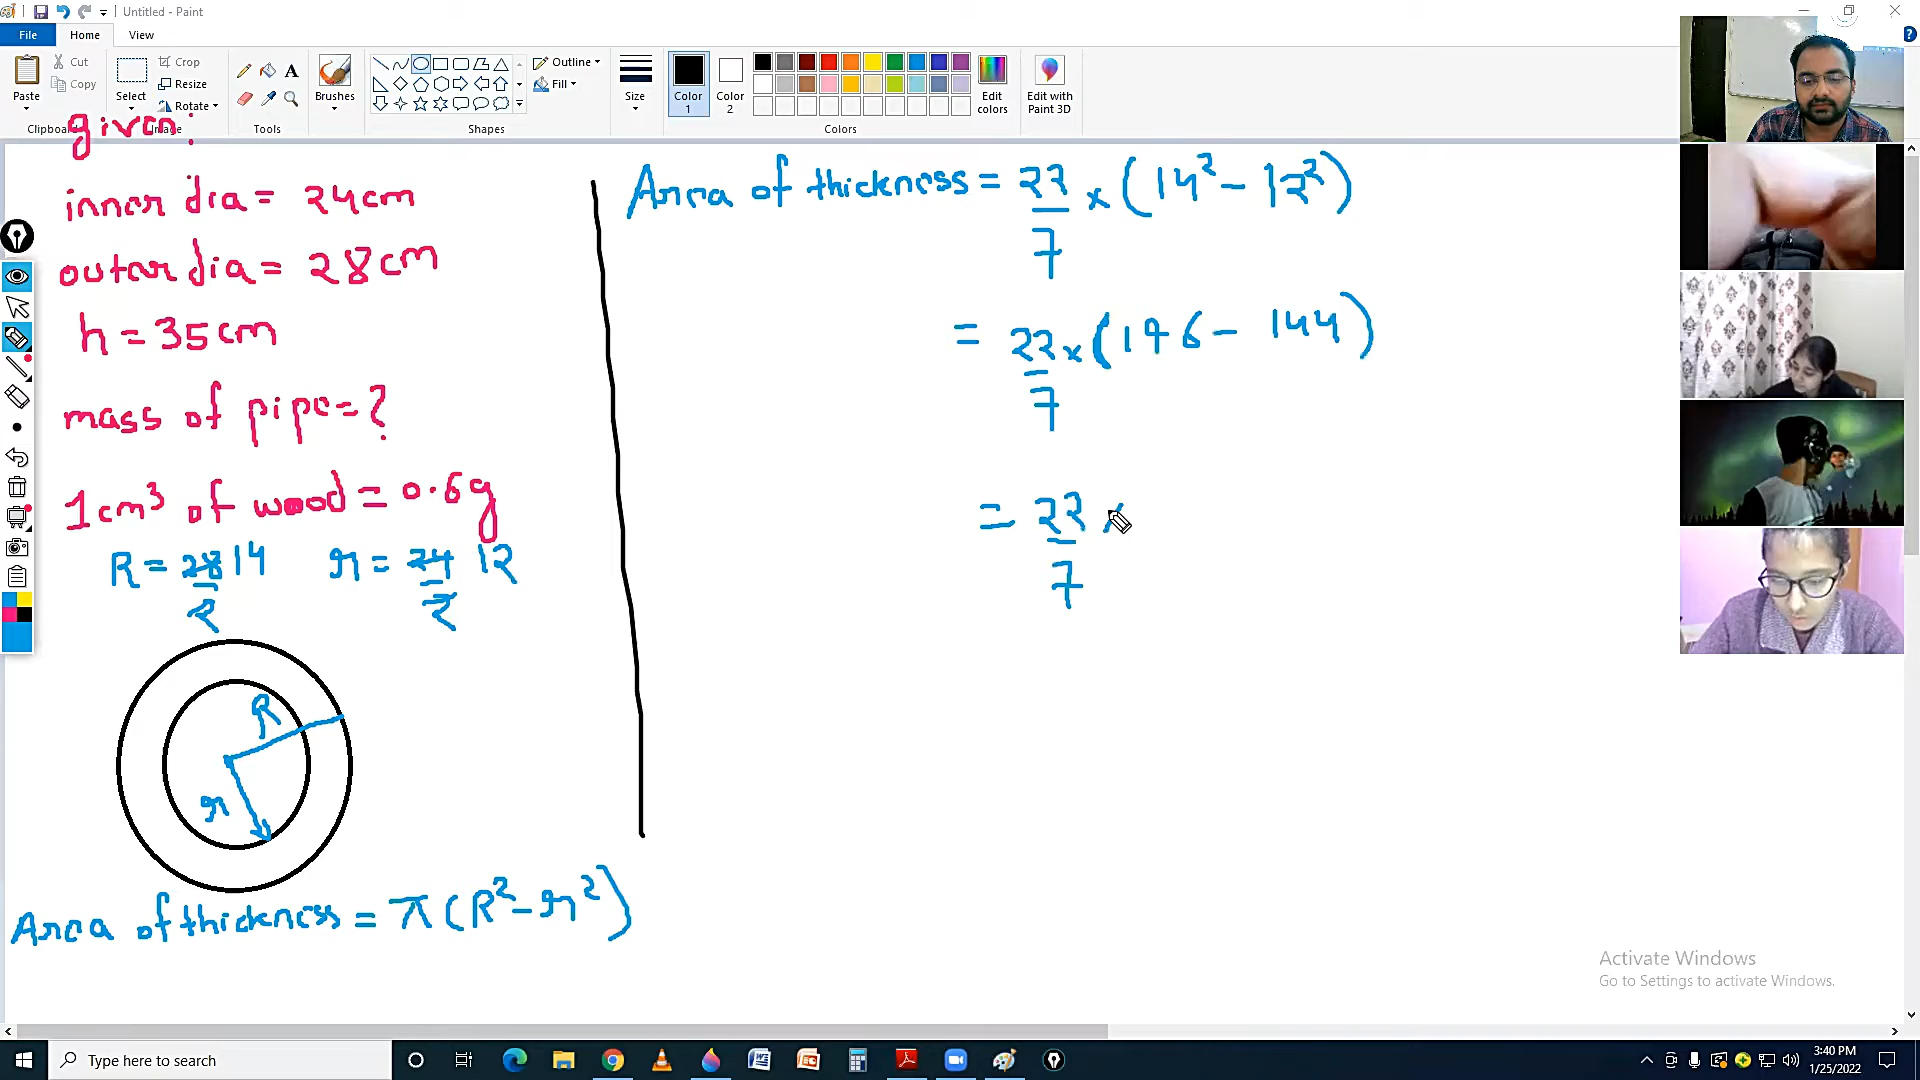 Untitled - Paint
File Home View
Cut
Copy
Paste
Crop
Resize
Rotate
Select
Brushes
Outline
Fill
Size
Color 1
Color 2
Edit colors
Edit with Paint 3D
Clipboard Image Tools Shapes Colors
given:
inner dia = 24cm
outer dia = 28cm
h = 35cm
mass of pipe = ?
1cm³ of wood = 0.6g
R = 28/2 14 r = 24/2 12
R
r
Area of thickness = π(R²-r²)
Area of thickness = 22/7 × (14² - 12²)
= 22/7 × (196 - 144)
= 22/7 ×
Activate Windows
Go to Settings to activate Windows.
Type here to search
3:40 PM
1/25/2022